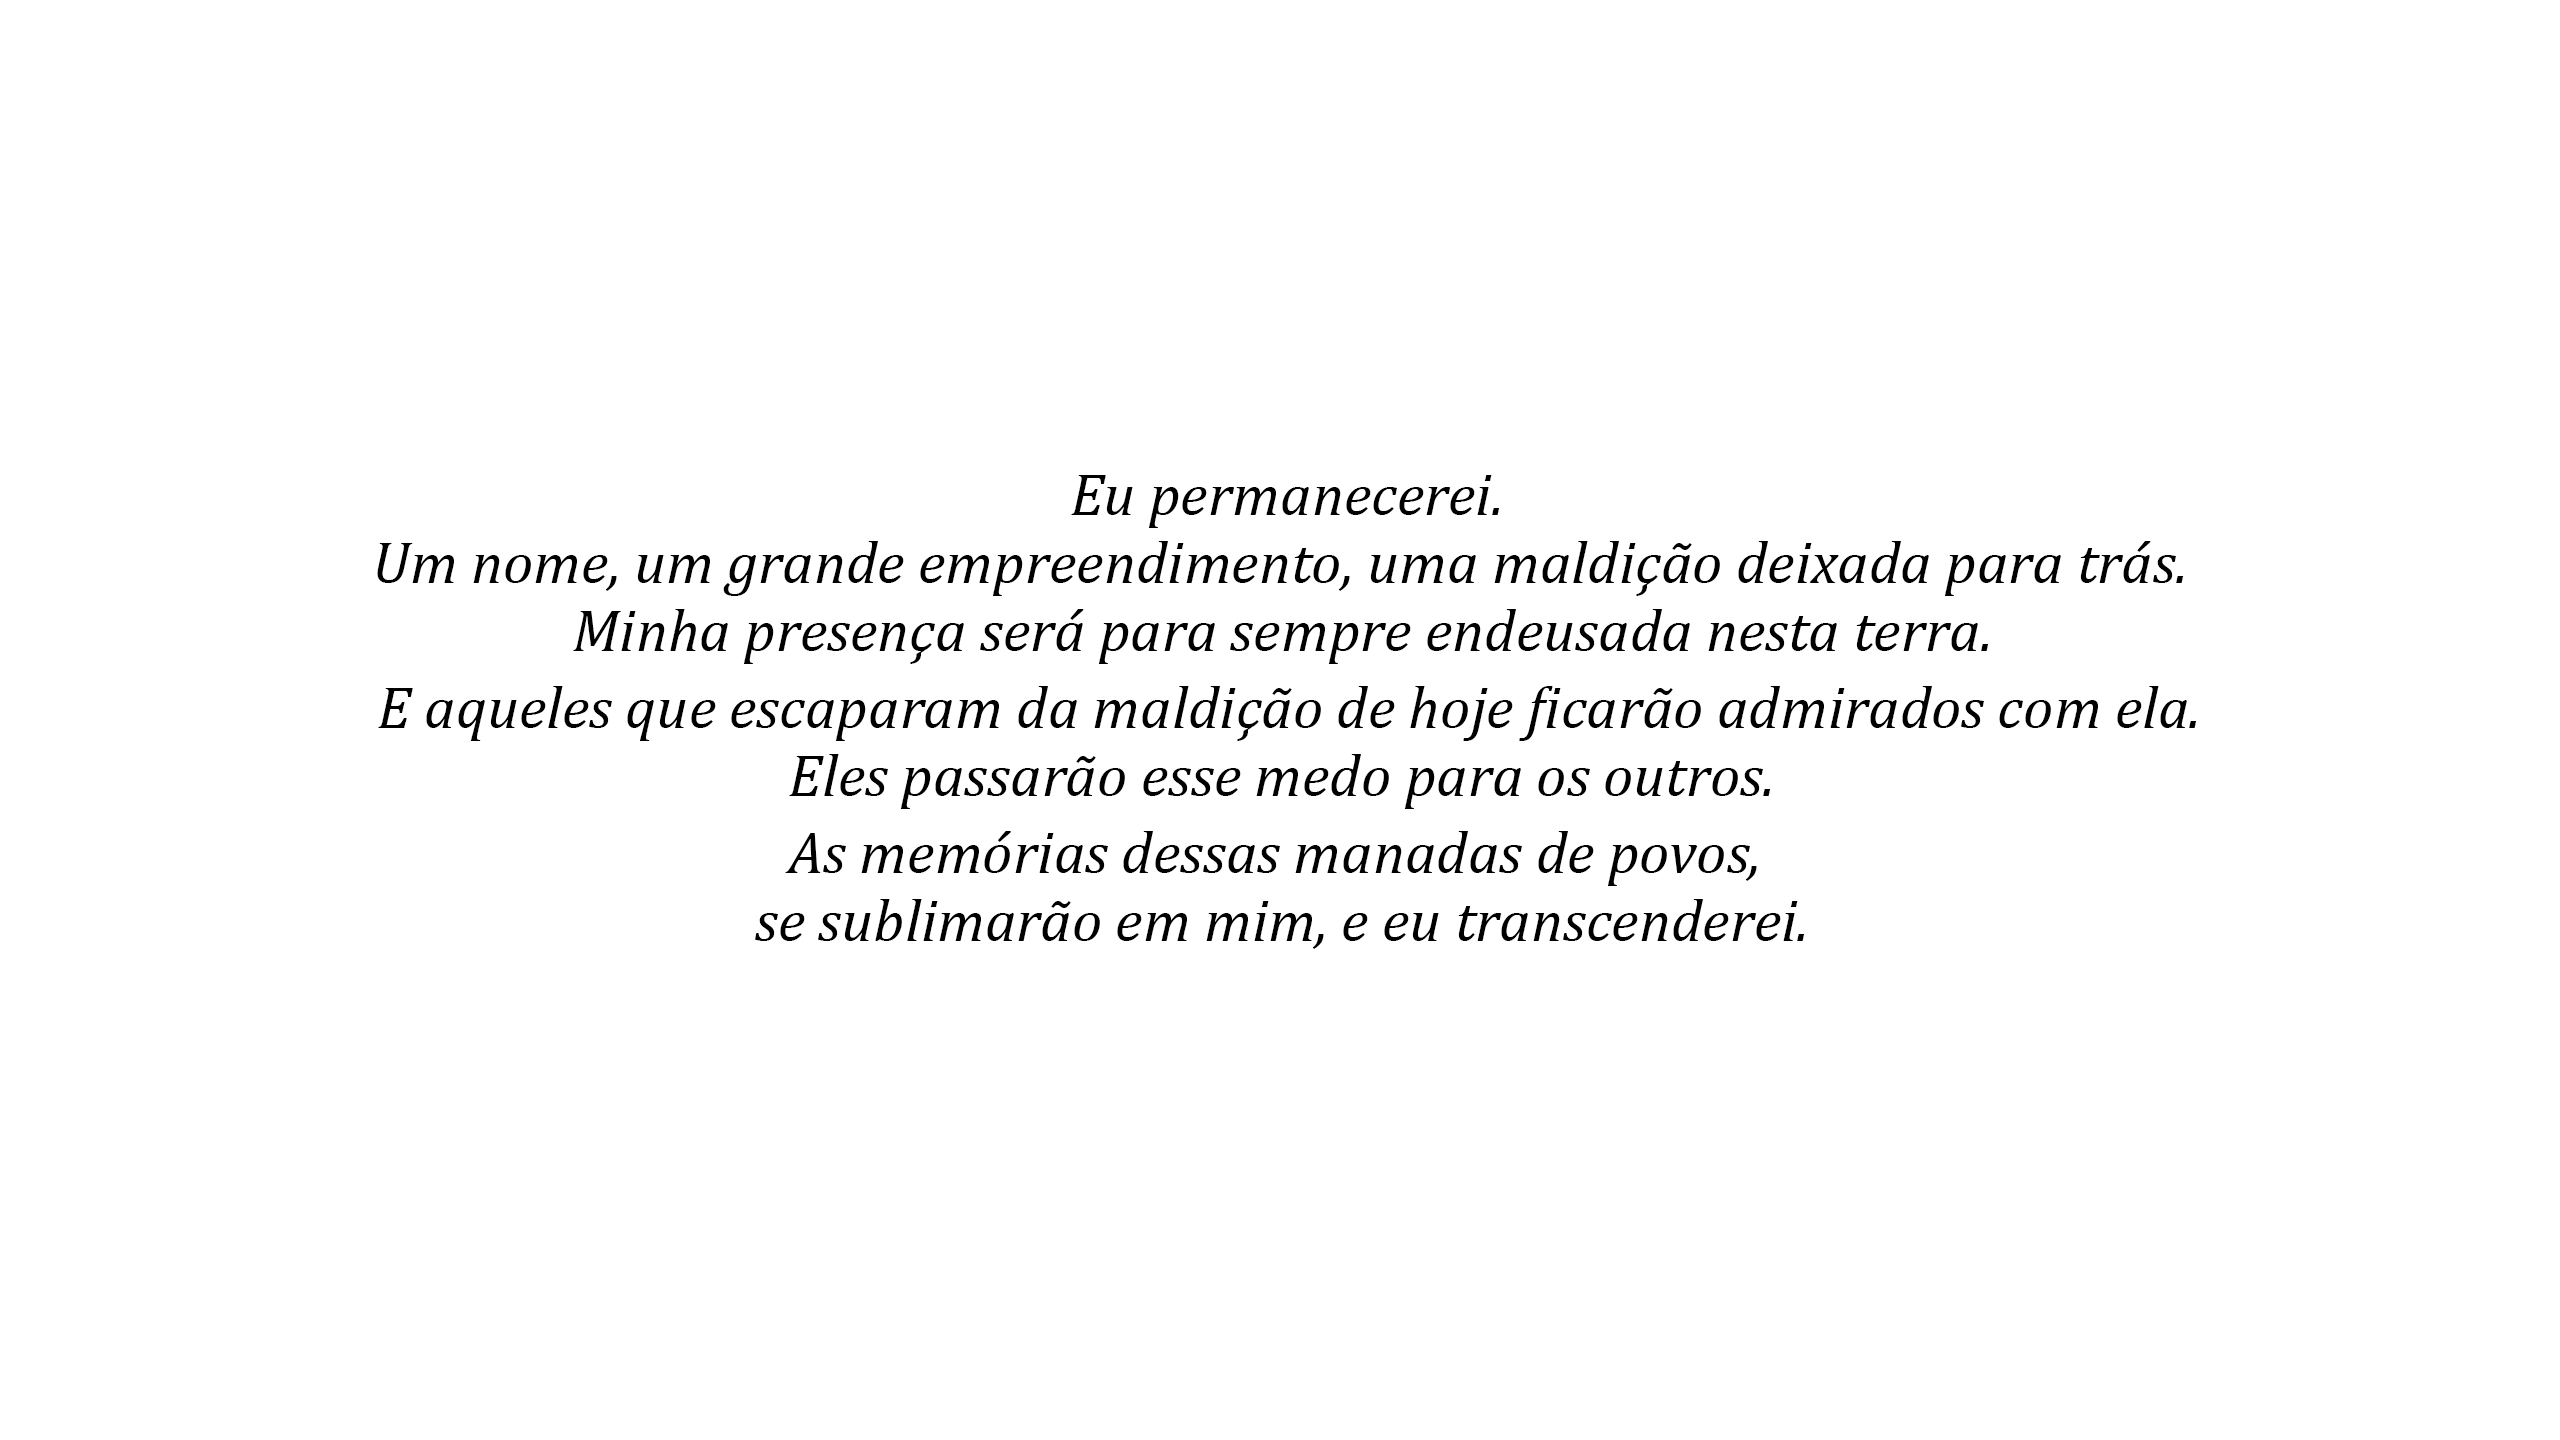 Eu permanecerei.
Um nome, um grande empreendimento, uma maldição deixada para trás.
Minha presença será para sempre endeusada nesta terra.
E aqueles que escaparam da maldição de hoje ficarão admirados com ela.
Eles passarão esse medo para os outros.
As memórias dessas manadas de povos,
se sublimarão em mim, e eu transcenderei.